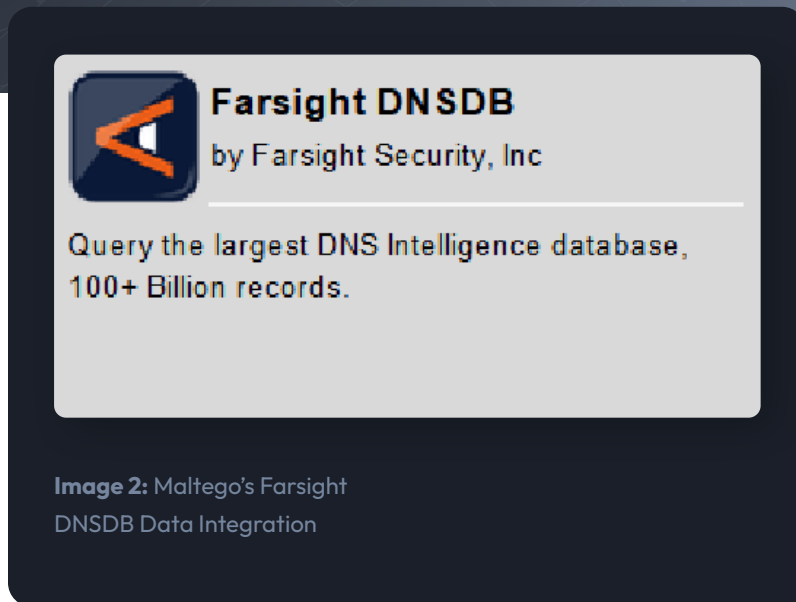 Farsight DNSDB
by Farsight Security, Inc
Query the largest DNS Intelligence database,
100+ Billion records.
Image 2: Maltego’s Farsight
DNSDB Data Integration